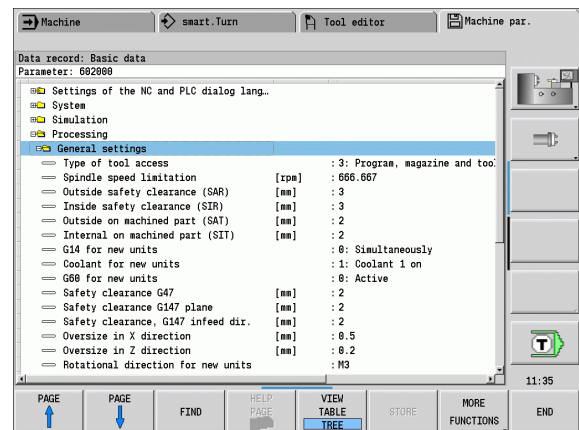 Machine
smart.Turn
Tool editor
Machine par.
Data record: Basic data
Parameter: 602000
Settings of the NC and PLC dialog lang…
System
Simulation
Processing
General settings
Type of tool access : 3: Program, magazine and tool
Spindle speed limitation [rpm] : 666.667
Outside safety clearance (SAR) [mm] : 3
Inside safety clearance (SIR) [mm] : 3
Outside on machined part (SAT) [mm] : 2
Internal on machined part (SIT) [mm] : 2
G14 for new units : 0: Simultaneously
Coolant for new units : 1: Coolant 1 on
G60 for new units : 0: Active
Safety clearance G47 [mm] : 2
Safety clearance G147 plane [mm] : 2
Safety clearance, G147 infeed dir. [mm] : 2
Oversize in X direction [mm] : 0.5
Oversize in Z direction [mm] : 0.2
Rotational direction for new units : M3
T
11:35
PAGE
PAGE
FIND
HELP PAGE
VIEW TABLE TREE
STORE
MORE FUNCTIONS
END